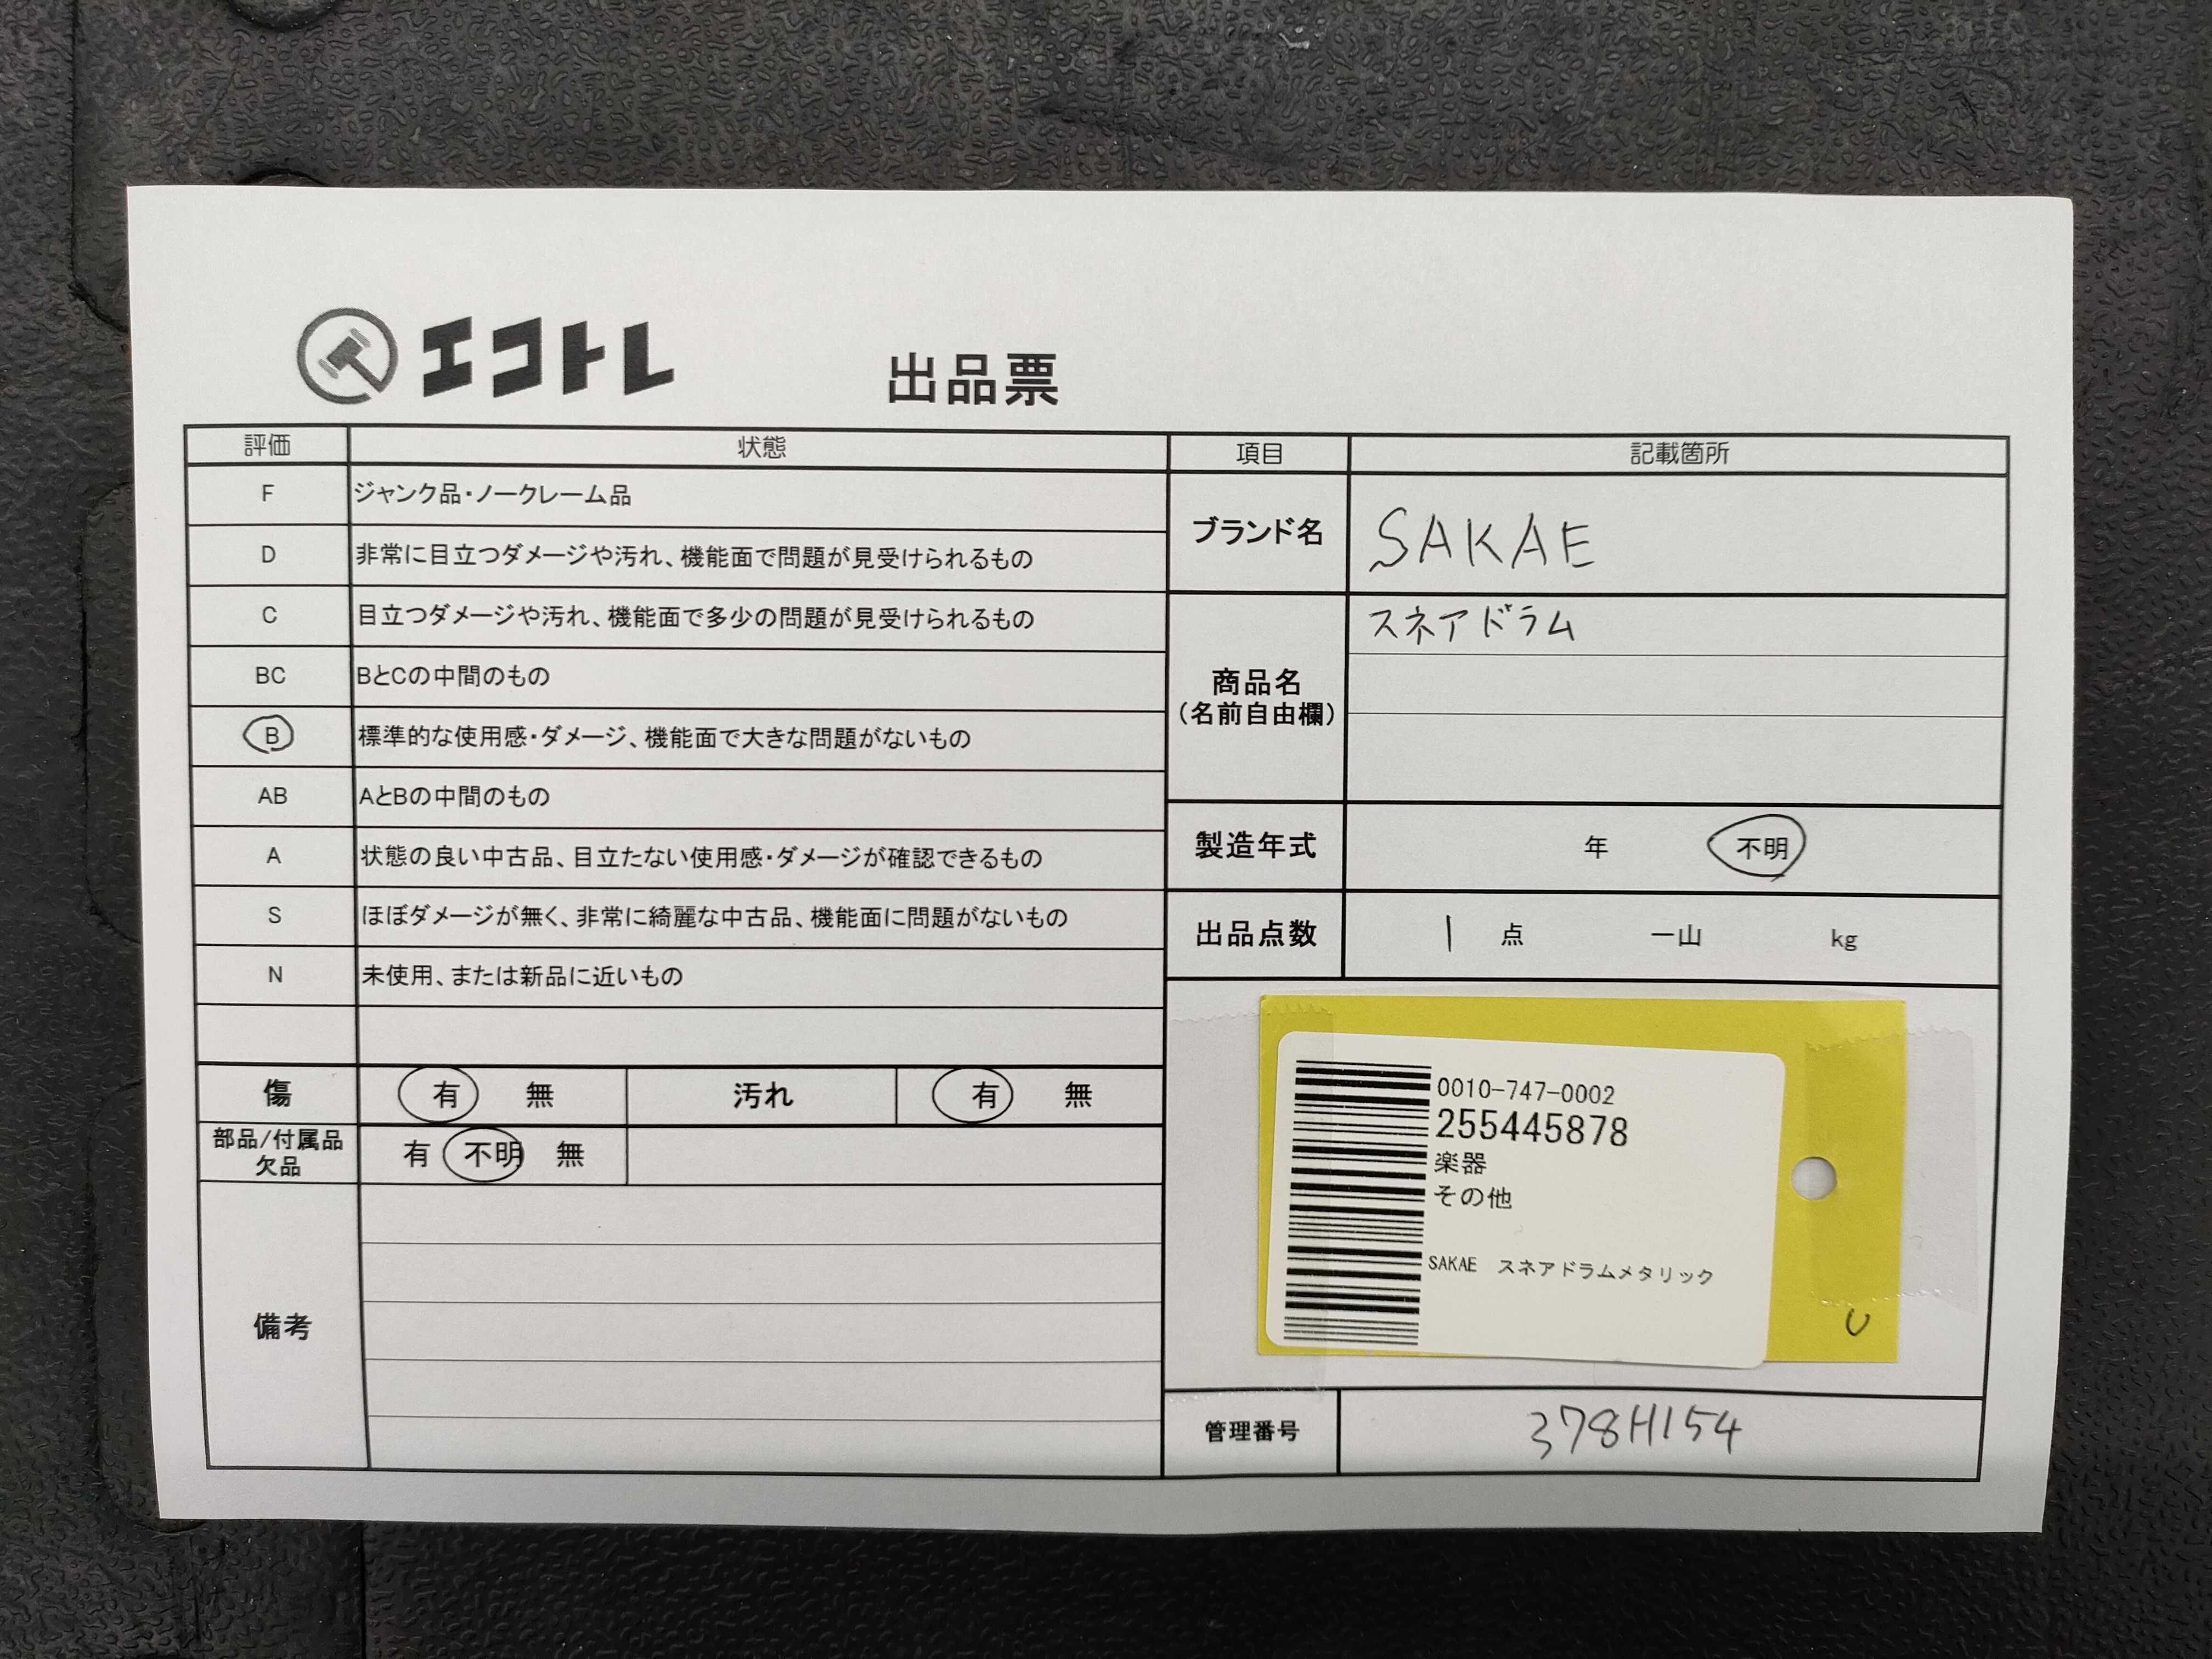 エコトレ
出品票
評価 状態
F ジャンク品・ノークレーム品
D 非常に目立つダメージや汚れ、機能面で問題が見受けられるもの
C 目立つダメージや汚れ、機能面で多少の問題が見受けられるもの
BC BとCの中間のもの
B 標準的な使用感・ダメージ、機能面で大きな問題がないもの
AB AとBの中間のもの
A 状態の良い中古品、目立たない使用感・ダメージが確認できるもの
S ほぼダメージが無く、非常に綺麗な中古品、機能面に問題がないもの
N 未使用、または新品に近いもの
傷 有 無 汚れ 有 無
部品/付属品
欠品
有 不明 無
備考
項目 記載箇所
ブランド名 SAKAE
商品名
(名前自由欄)
スネアドラム
製造年式 年 不明
出品点数 1 点 一山 kg
0010-747-0002
255445878
楽器
その他
SAKAE スネアドラムメタリック
U
管理番号 378H154